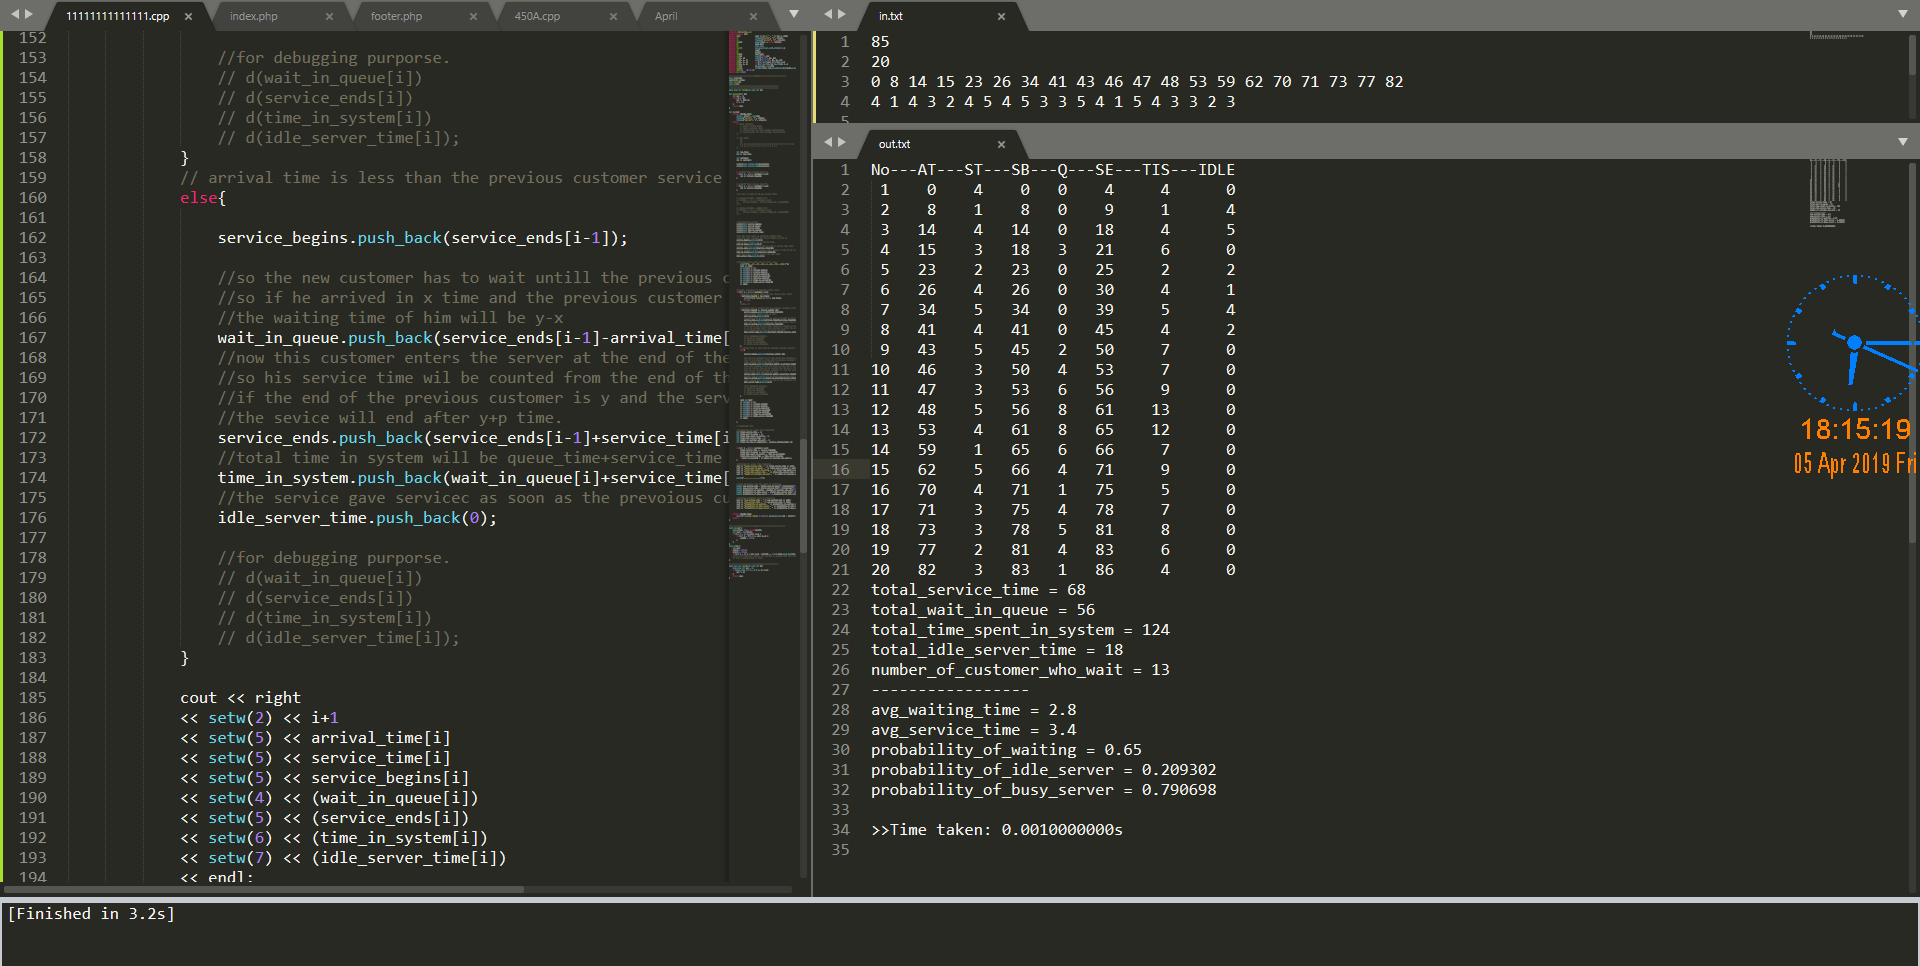 11111111111111.cpp × index.php × footer.php × 450A.cpp × April ×
152
153 //for debugging purporse.
154 // d(wait_in_queue[i])
155 // d(service_ends[i])
156 // d(time_in_system[i])
157 // d(idle_server_time[i]);
158 }
159 // arrival time is less than the previous customer service
160 else{
161
162 service_begins.push_back(service_ends[i-1]);
163
164 //so the new customer has to wait untill the previous c
165 //so if he arrived in x time and the previous customer
166 //the waiting time of him will be y-x
167 wait_in_queue.push_back(service_ends[i-1]-arrival_time[
168 //now this customer enters the server at the end of the
169 //so his service time wil be counted from the end of th
170 //if the end of the previous customer is y and the serv
171 //the sevice will end after y+p time.
172 service_ends.push_back(service_ends[i-1]+service_time[i
173 //total time in system will be queue_time+service_time
174 time_in_system.push_back(wait_in_queue[i]+service_time[
175 //the service gave servicec as soon as the prevoious cu
176 idle_server_time.push_back(0);
177
178 //for debugging purporse.
179 // d(wait_in_queue[i])
180 // d(service_ends[i])
181 // d(time_in_system[i])
182 // d(idle_server_time[i]);
183 }
184
185 cout << right
186 << setw(2) << i+1
187 << setw(5) << arrival_time[i]
188 << setw(5) << service_time[i]
189 << setw(5) << service_begins[i]
190 << setw(4) << (wait_in_queue[i])
191 << setw(5) << (service_ends[i])
192 << setw(6) << (time_in_system[i])
193 << setw(7) << (idle_server_time[i])
194 << endl;
in.txt ×
1 85
2 20
3 0 8 14 15 23 26 34 41 43 46 47 48 53 59 62 70 71 73 77 82
4 4 1 4 3 2 4 5 4 5 3 3 5 4 1 5 4 3 3 2 3
5
out.txt ×
1 No---AT---ST---SB---Q---SE---TIS---IDLE
2 1 0 4 0 0 4 4 0
3 2 8 1 8 0 9 1 4
4 3 14 4 14 0 18 4 5
5 4 15 3 18 3 21 6 0
6 5 23 2 23 0 25 2 2
7 6 26 4 26 0 30 4 1
8 7 34 5 34 0 39 5 4
9 8 41 4 41 0 45 4 2
10 9 43 5 45 2 50 7 0
11 10 46 3 50 4 53 7 0
12 11 47 3 53 6 56 9 0
13 12 48 5 56 8 61 13 0
14 13 53 4 61 8 65 12 0
15 14 59 1 65 6 66 7 0
16 15 62 5 66 4 71 9 0
17 16 70 4 71 1 75 5 0
18 17 71 3 75 4 78 7 0
19 18 73 3 78 5 81 8 0
20 19 77 2 81 4 83 6 0
21 20 82 3 83 1 86 4 0
22 total_service_time = 68
23 total_wait_in_queue = 56
24 total_time_spent_in_system = 124
25 total_idle_server_time = 18
26 number_of_customer_who_wait = 13
27 -----------------
28 avg_waiting_time = 2.8
29 avg_service_time = 3.4
30 probability_of_waiting = 0.65
31 probability_of_idle_server = 0.209302
32 probability_of_busy_server = 0.790698
33
34 >>Time taken: 0.0010000000s
35
18:15:19
05 Apr 2019 Fri
[Finished in 3.2s]